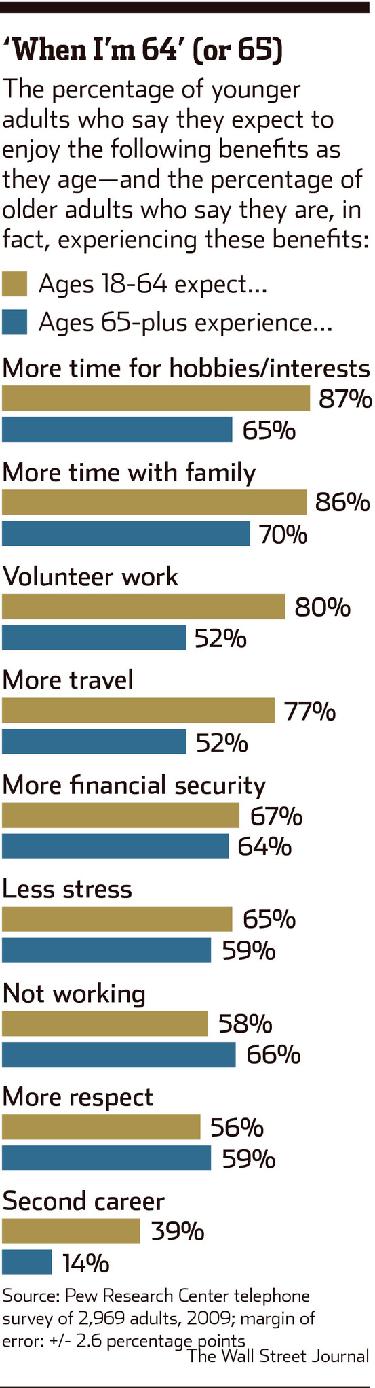 ‘When I’m 64’ (or 65)
The percentage of younger
adults who say they expect to
enjoy the following benefits as
they age—and the percentage of
older adults who say they are, in
fact, experiencing these benefits:
Ages 18-64 expect...
Ages 65-plus experience...
More time for hobbies/interests
87%
65%
More time with family
86%
70%
Volunteer work
80%
52%
More travel
77%
52%
More financial security
67%
64%
Less stress
65%
59%
Not working
58%
66%
More respect
56%
59%
Second career
39%
14%
Source: Pew Research Center telephone
survey of 2,969 adults, 2009; margin of
error: +/- 2.6 percentage points
The Wall Street Journal